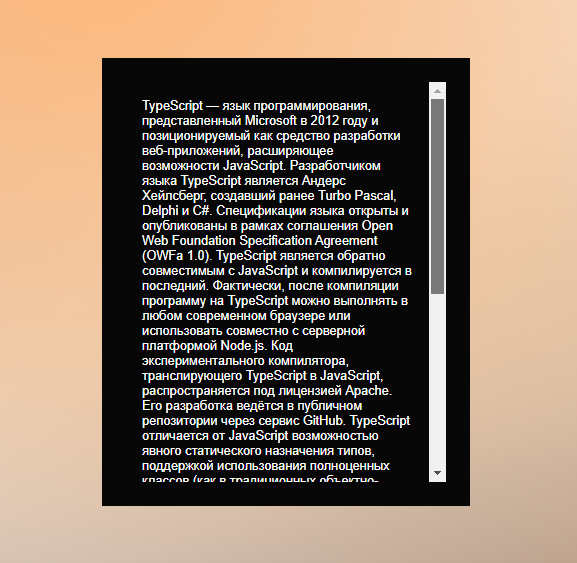 TypeScript — язык программирования,
представленный Microsoft в 2012 году и
позиционируемый как средство разработки
веб-приложений, расширяющее
возможности JavaScript. Разработчиком
языка TypeScript является Андерс
Хейлсберг, создавший ранее Turbo Pascal,
Delphi и C#. Спецификации языка открыты и
опубликованы в рамках соглашения Open
Web Foundation Specification Agreement
(OWFa 1.0). TypeScript является обратно
совместимым с JavaScript и компилируется в
последний. Фактически, после компиляции
программу на TypeScript можно выполнять в
любом современном браузере или
использовать совместно с серверной
платформой Node.js. Код
экспериментального компилятора,
транслирующего TypeScript в JavaScript,
распространяется под лицензией Apache.
Его разработка ведётся в публичном
репозитории через сервис GitHub. TypeScript
отличается от JavaScript возможностью
явного статического назначения типов,
поддержкой использования полноценных
классов (как в традиционных объектно-